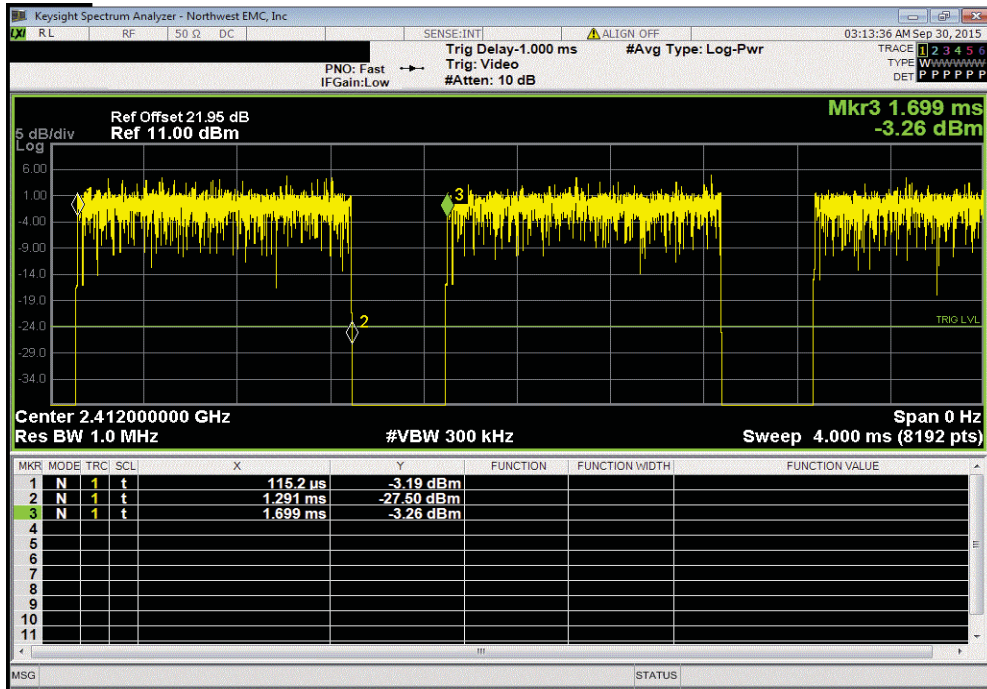 Keysight Spectrum Analyzer - Northwest EMC, Inc
LXI RL RF 50 Ω DC SENSE:INT ALIGN OFF 03:13:36 AM Sep 30, 2015
Trig Delay-1.000 ms #Avg Type: Log-Pwr TRACE 1 2 3 4 5 6
PNO: Fast Trig: Video TYPE WWWWWW
IFGain:Low #Atten: 10 dB DET P P P P P P
Mkr3 1.699 ms
-3.26 dBm
Ref Offset 21.95 dB
5 dB/div Ref 11.00 dBm
Log
6.00
1.00
1
3
-4.00
-9.00
-14.0
-19.0
-24.0
2
TRIG LVL
-29.0
-34.0
Center 2.412000000 GHz Span 0 Hz
Res BW 1.0 MHz #VBW 300 kHz Sweep 4.000 ms (8192 pts)
MKR MODE TRC SCL X Y FUNCTION FUNCTION WIDTH FUNCTION VALUE
1 N 1 t 115.2 µs -3.19 dBm
2 N 1 t 1.291 ms -27.50 dBm
3 N 1 t 1.699 ms -3.26 dBm
4
5
6
7
8
9
10
11
MSG STATUS